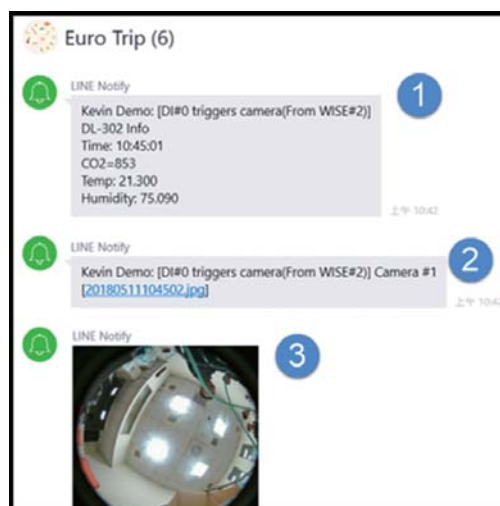 Euro Trip (6)
LINE Notify
1
Kevin Demo: [DI#0 triggers camera(From WISE#2)]
DL-302 Info
Time: 10:45:01
CO2=853
Temp: 21.300
Humidity: 75.090
上午 10:42
LINE Notify
2
Kevin Demo: [DI#0 triggers camera(From WISE#2)] Camera #1
[20180511104502.jpg]
上午 10:42
LINE Notify
3